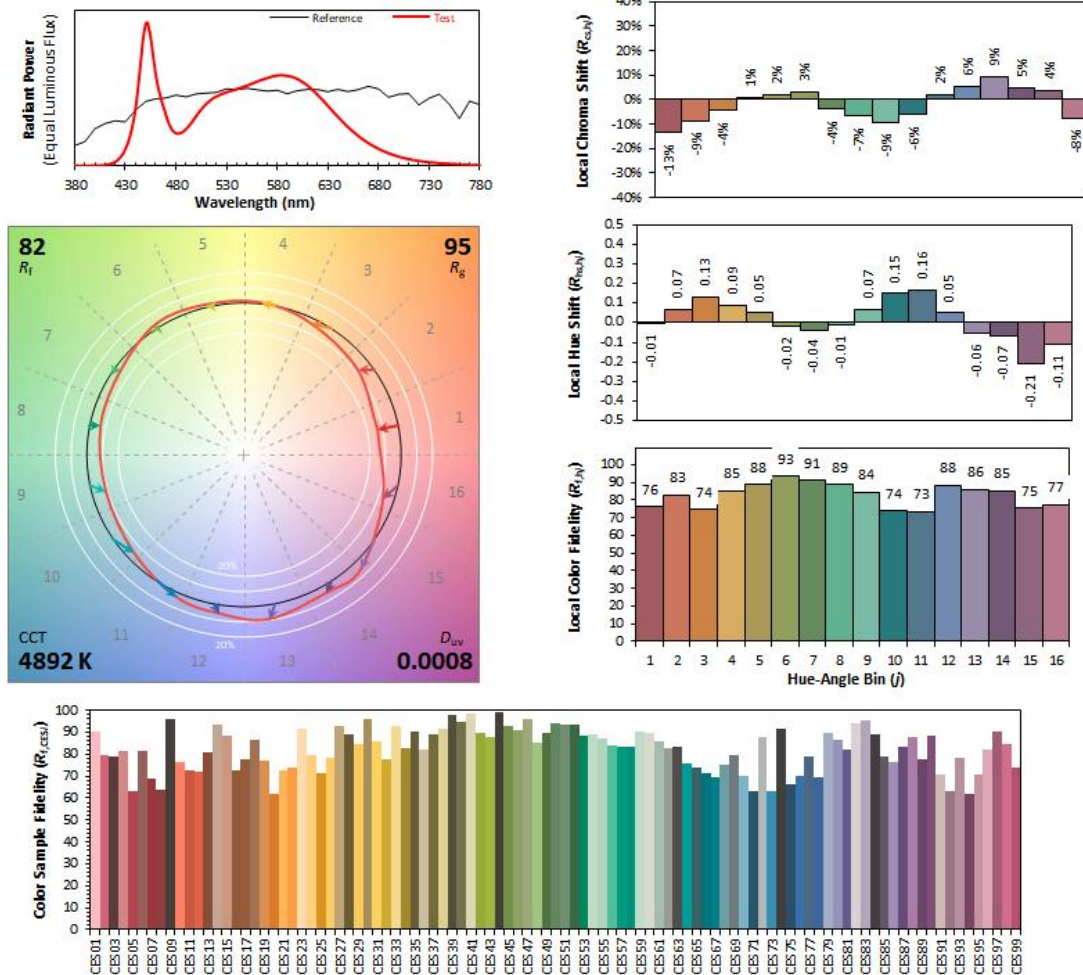 Reference
Test
Radiant Power
(Equal Luminous Flux)
380 430 480 530 580 630 680 730 780
Wavelength (nm)
Local Chroma Shift (Rcs,hj)
40%
30%
20%
10%
0%
-10%
-20%
-30%
-40%
-13% -9% -4% 1% 2% 3% -4% -7% -9% -6% 2% 6% 9% 5% 4% -8%
82
Rf
95
Rg
5 4
6 3
7 2
8 1
9 16
10 15
11 14
12 13
20%
20%
CCT
4892 K
Duv
0.0008
Local Hue Shift (Rhs,hj)
0.5
0.4
0.3
0.2
0.1
0.0
-0.1
-0.2
-0.3
-0.4
-0.5
-0.01 0.07 0.13 0.09 0.05 -0.02 -0.04 -0.01 0.07 0.15 0.16 0.05 -0.06 -0.07 -0.21 -0.11
Local Color Fidelity (Rf,hj)
100
90
80
70
60
50
40
30
20
10
0
76 83 74 85 88 93 91 89 84 74 73 88 86 85 75 77
1 2 3 4 5 6 7 8 9 10 11 12 13 14 15 16
Hue-Angle Bin (j)
Color Sample Fidelity (Rf,CESi)
100
90
80
70
60
50
40
30
20
10
0
CES01 CES03 CES05 CES07 CES09 CES11 CES13 CES15 CES17 CES19 CES21 CES23 CES25 CES27 CES29 CES31 CES33 CES35 CES37 CES39 CES41 CES43 CES45 CES47 CES49 CES51 CES53 CES55 CES57 CES59 CES61 CES63 CES65 CES67 CES69 CES71 CES73 CES75 CES77 CES79 CES81 CES83 CES85 CES87 CES89 CES91 CES93 CES95 CES97 CES99